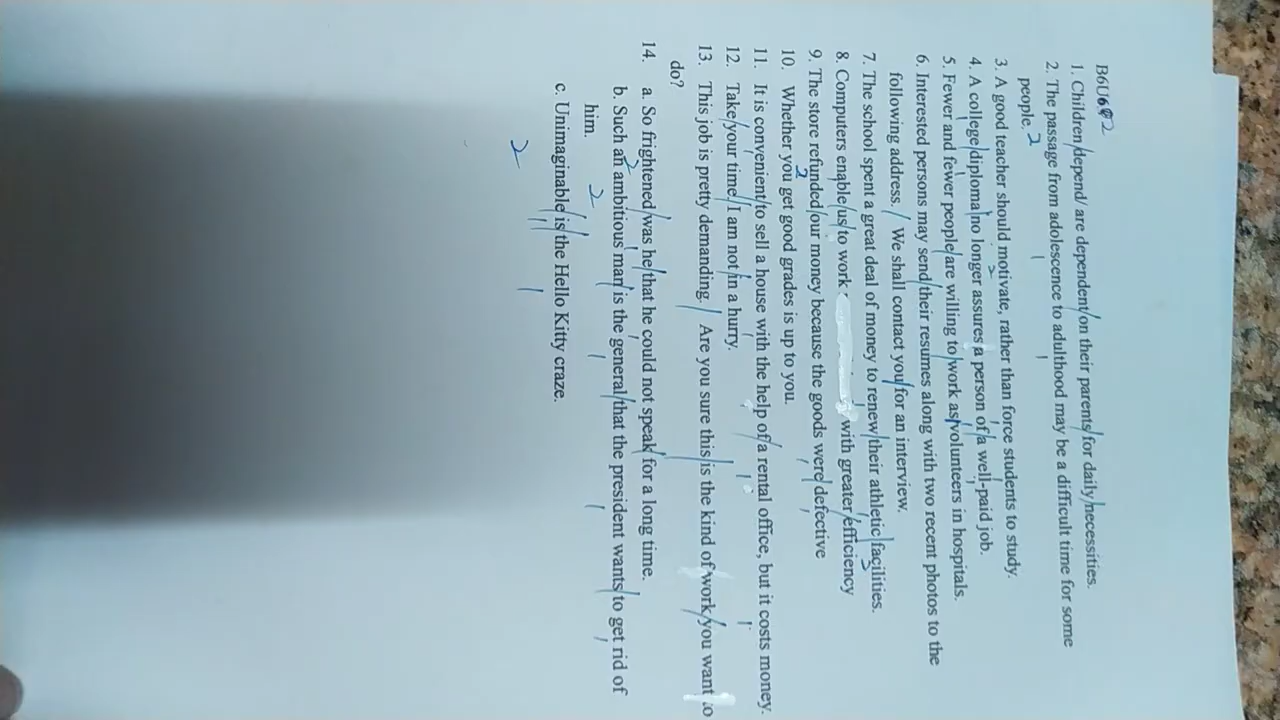 B6U6
1. Children depend/ are dependent on their parents for daily necessities.
2. The passage from adolescence to adulthood may be a difficult time for some
people.
3. A good teacher should motivate, rather than force students to study.
4. A college diploma no longer assures a person of a well-paid job.
5. Fewer and fewer people are willing to work as volunteers in hospitals.
6. Interested persons may send their resumes along with two recent photos to the
following address. We shall contact you for an interview.
7. The school spent a great deal of money to renew their athletic facilities.
8. Computers enable us to work with greater efficiency
9. The store refunded our money because the goods were defective
10. Whether you get good grades is up to you.
11. It is convenient to sell a house with the help of a rental office, but it costs money.
12. Take your time. I am not in a hurry.
13. This job is pretty demanding. Are you sure this is the kind of work you want to
do?
14. a. So frightened was he that he could not speak for a long time.
b. Such an ambitious man is the general that the president wants to get rid of
him.
c. Unimaginable is the Hello Kitty craze.